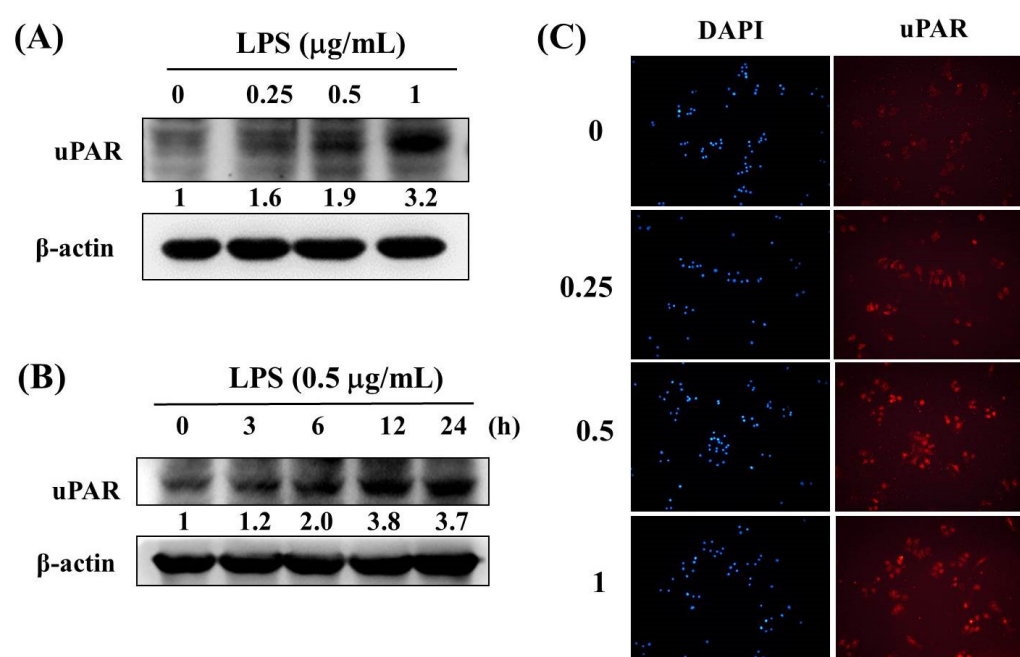 (A)
LPS (μg/mL)
0 0.25 0.5 1
uPAR
1 1.6 1.9 3.2
β-actin
(B)
LPS (0.5 μg/mL)
0 3 6 12 24 (h)
uPAR
1 1.2 2.0 3.8 3.7
β-actin
(C)
DAPI uPAR
0
0.25
0.5
1